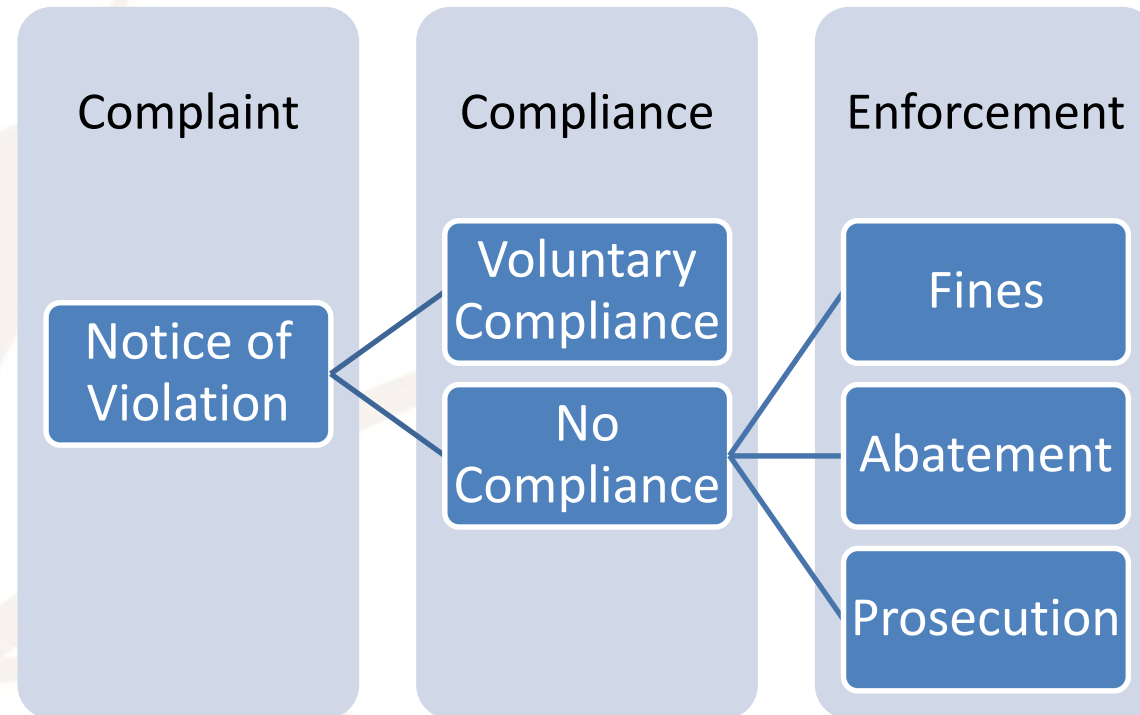 Complaint
Compliance
Enforcement
Notice of
Violation
Voluntary
Compliance
No
Compliance
Fines
Abatement
Prosecution